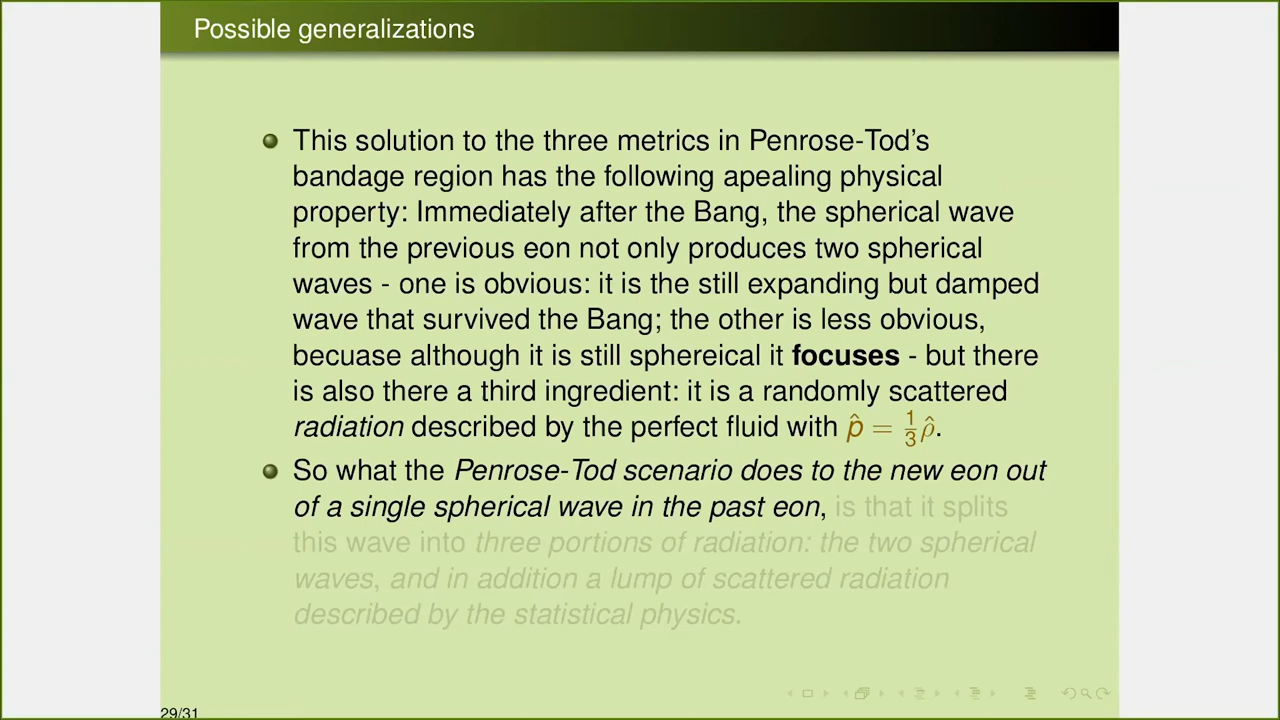 Possible generalizations
This solution to the three metrics in Penrose-Tod's
bandage region has the following apealing physical
property: Immediately after the Bang, the spherical wave
from the previous eon not only produces two spherical
waves - one is obvious: it is the still expanding but damped
wave that survived the Bang; the other is less obvious,
becuase although it is still sphereical it focuses - but there
is also there a third ingredient: it is a randomly scattered
radiation described by the perfect fluid with p̂ = 1/3 ρ̂.
So what the Penrose-Tod scenario does to the new eon out
of a single spherical wave in the past eon, is that it splits
this wave into three portions of radiation: the two spherical
waves, and in addition a lump of scattered radiation
described by the statistical physics.
29/31